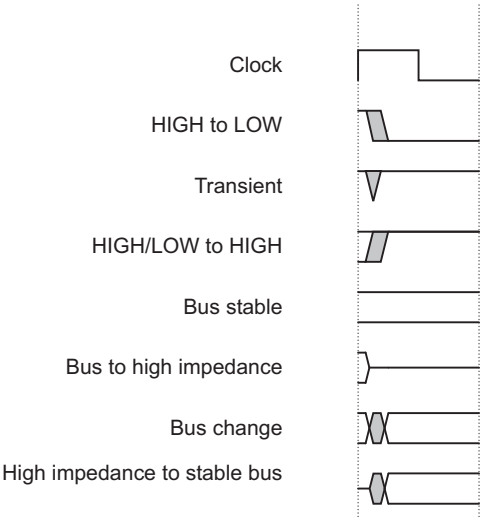 Clock
HIGH to LOW
Transient
HIGH/LOW to HIGH
Bus stable
Bus to high impedance
Bus change
High impedance to stable bus